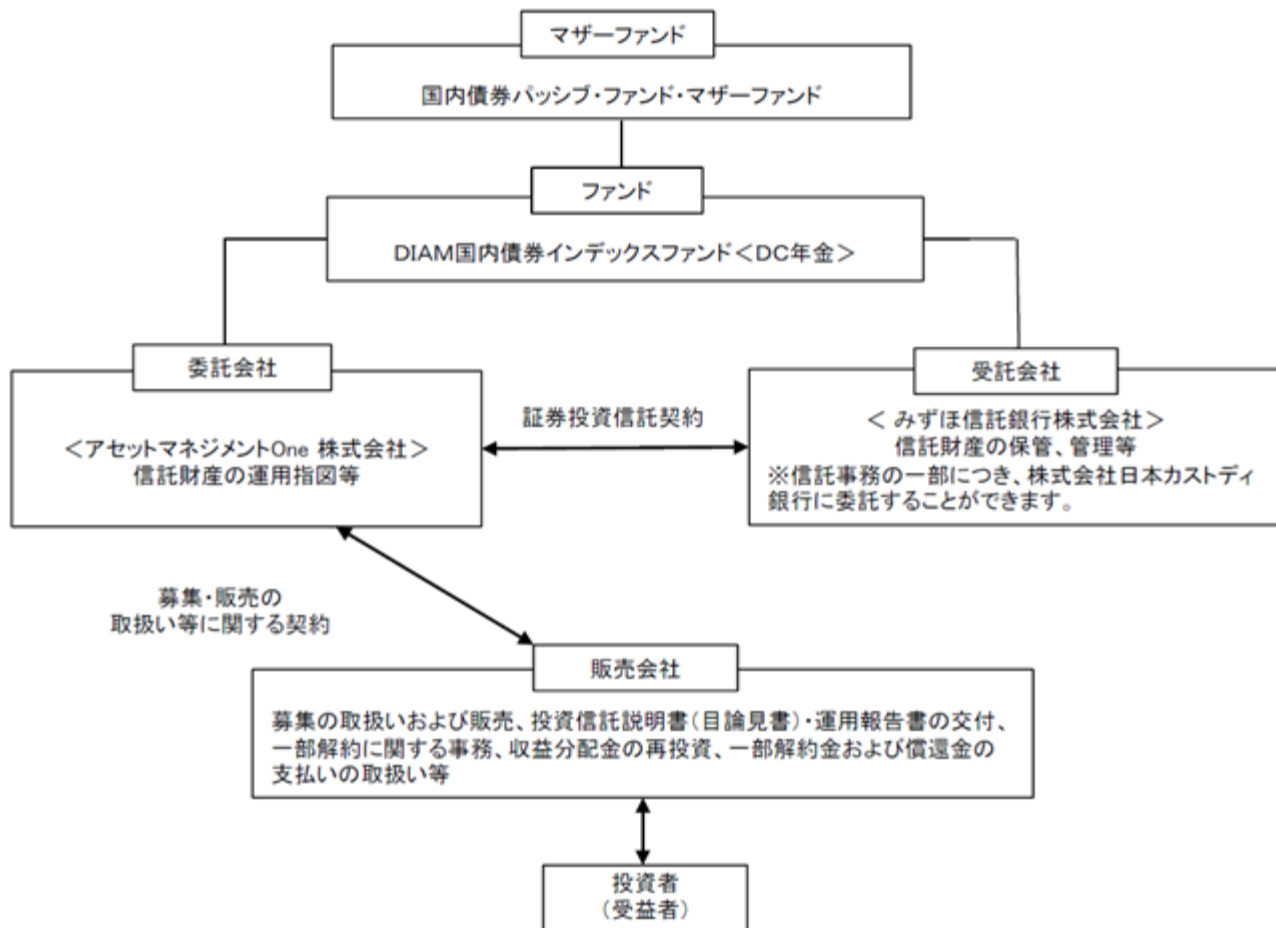 マザーファンド
国内債券パッシブ・ファンド・マザーファンド
ファンド
DIAM国内債券インデックスファンド＜DC年金＞
委託会社
＜アセットマネジメントOne 株式会社＞
信託財産の運用指図等
証券投資信託契約
受託会社
＜ みずほ信託銀行株式会社＞
信託財産の保管、管理等
※信託事務の一部につき、株式会社日本カストディ
銀行に委託することができます。
募集・販売の
取扱い等に関する契約
販売会社
募集の取扱いおよび販売、投資信託説明書（目論見書）・運用報告書の交付、
一部解約に関する事務、収益分配金の再投資、一部解約金および償還金の
支払いの取扱い等
投資者
（受益者）